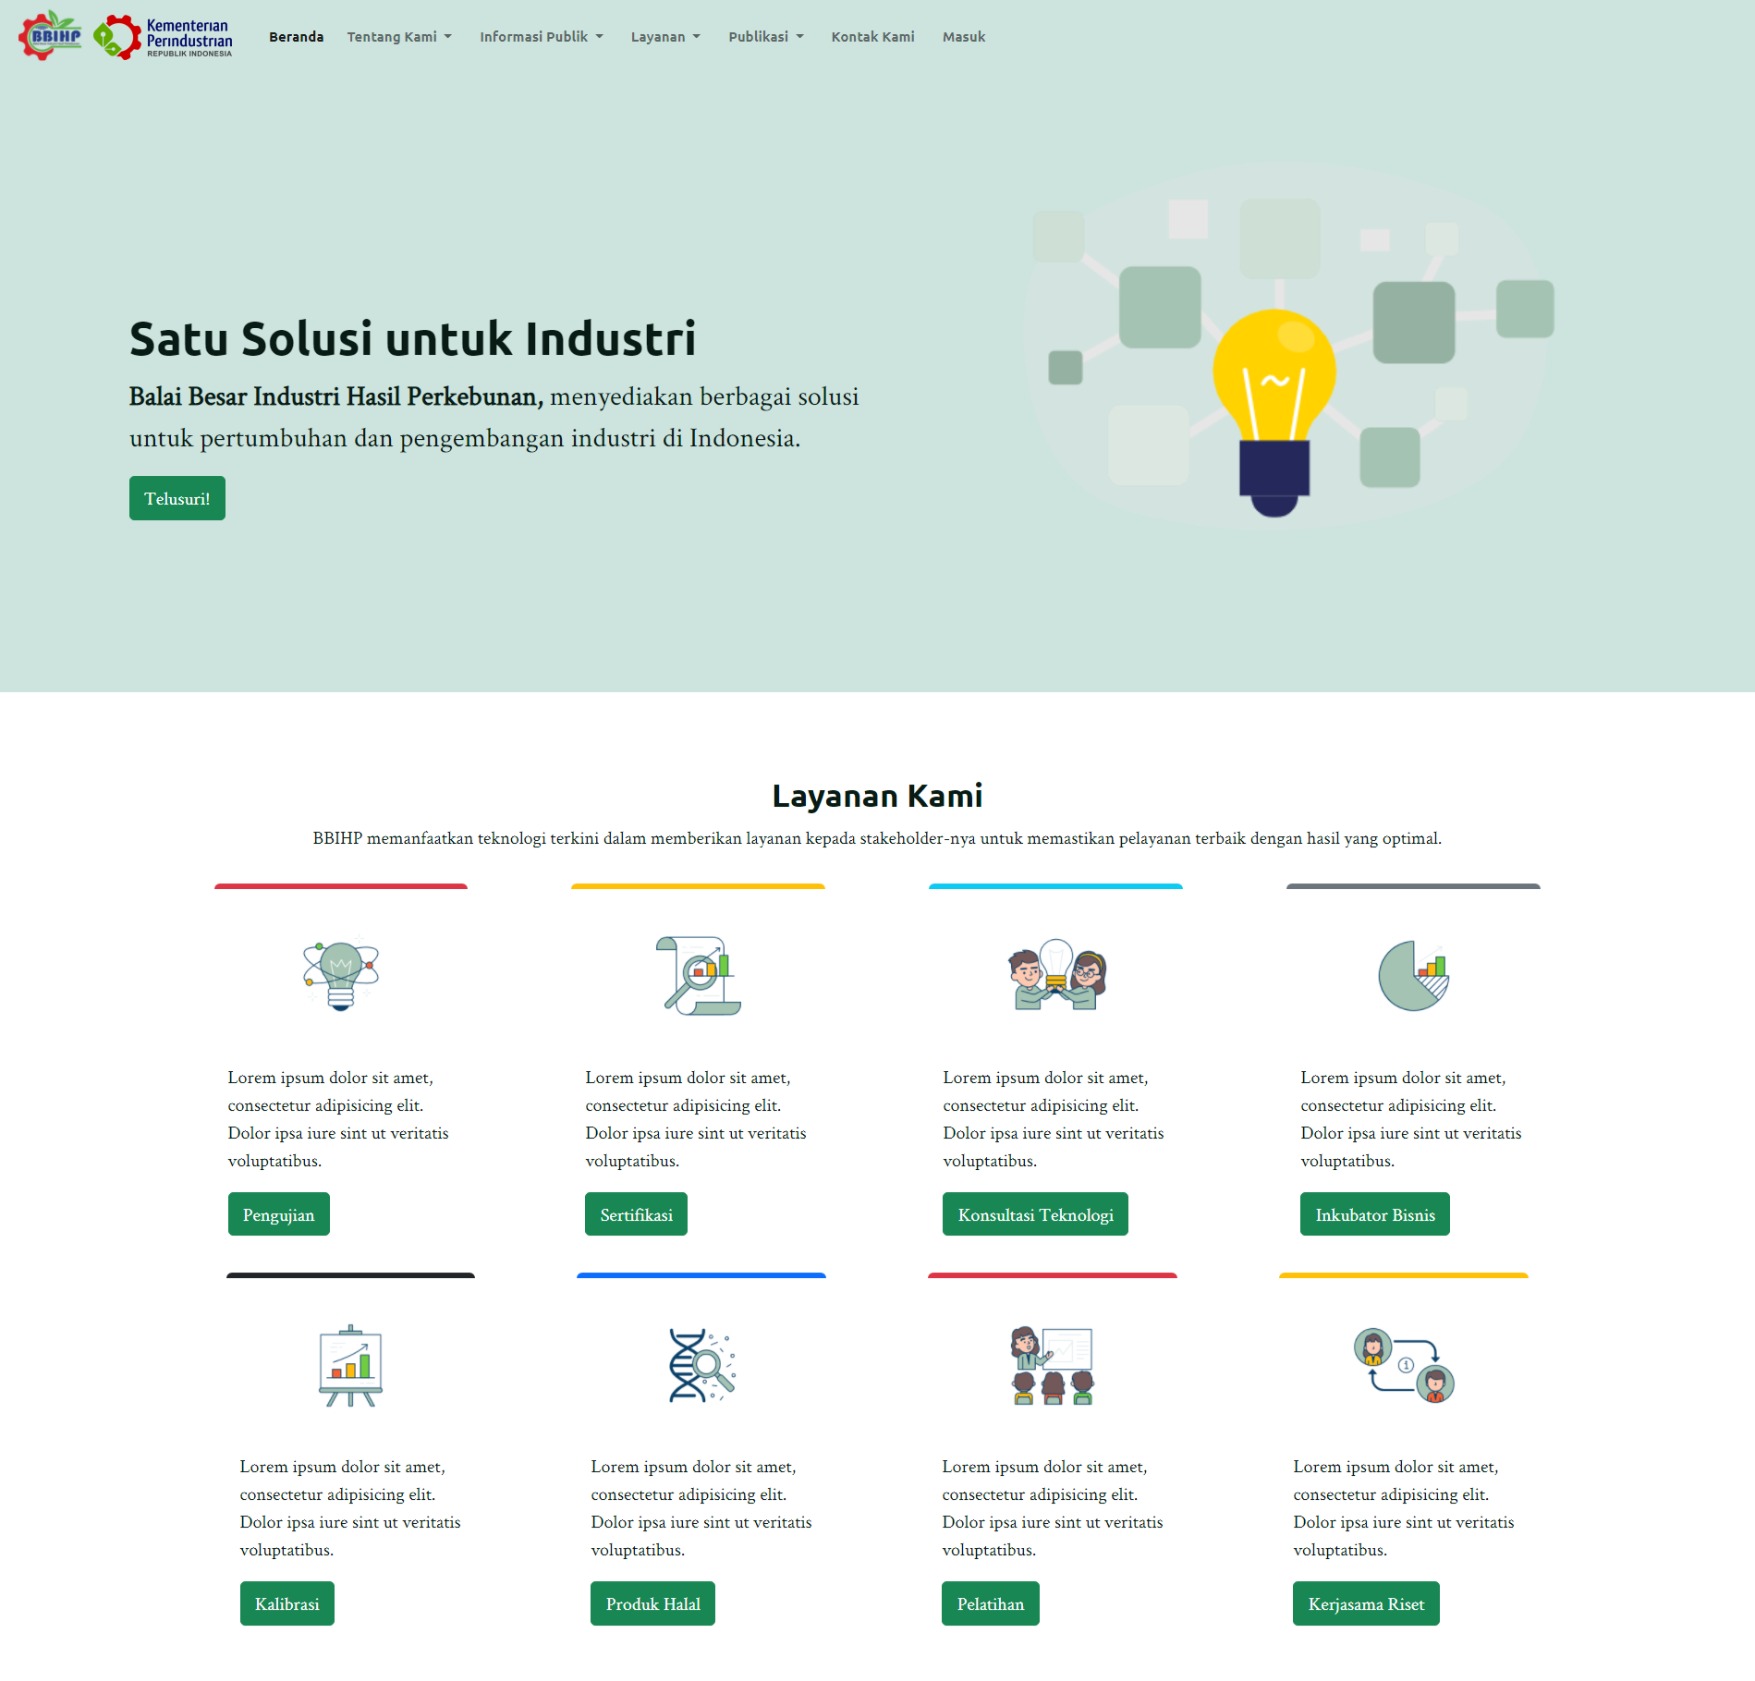 BBIHP
Kementerian
Perindustrian
REPUBLIK INDONESIA
Beranda
Tentang Kami
Informasi Publik
Layanan
Publikasi
Kontak Kami
Masuk
Satu Solusi untuk Industri
Balai Besar Industri Hasil Perkebunan, menyediakan berbagai solusi
untuk pertumbuhan dan pengembangan industri di Indonesia.
Telusuri!
Layanan Kami
BBIHP memanfaatkan teknologi terkini dalam memberikan layanan kepada stakeholder-nya untuk memastikan pelayanan terbaik dengan hasil yang optimal.
Lorem ipsum dolor sit amet,
consectetur adipisicing elit.
Dolor ipsa iure sint ut veritatis
voluptatibus.
Pengujian
Lorem ipsum dolor sit amet,
consectetur adipisicing elit.
Dolor ipsa iure sint ut veritatis
voluptatibus.
Sertifikasi
Lorem ipsum dolor sit amet,
consectetur adipisicing elit.
Dolor ipsa iure sint ut veritatis
voluptatibus.
Konsultasi Teknologi
Lorem ipsum dolor sit amet,
consectetur adipisicing elit.
Dolor ipsa iure sint ut veritatis
voluptatibus.
Inkubator Bisnis
Lorem ipsum dolor sit amet,
consectetur adipisicing elit.
Dolor ipsa iure sint ut veritatis
voluptatibus.
Kalibrasi
Lorem ipsum dolor sit amet,
consectetur adipisicing elit.
Dolor ipsa iure sint ut veritatis
voluptatibus.
Produk Halal
Lorem ipsum dolor sit amet,
consectetur adipisicing elit.
Dolor ipsa iure sint ut veritatis
voluptatibus.
Pelatihan
1
Lorem ipsum dolor sit amet,
consectetur adipisicing elit.
Dolor ipsa iure sint ut veritatis
voluptatibus.
Kerjasama Riset